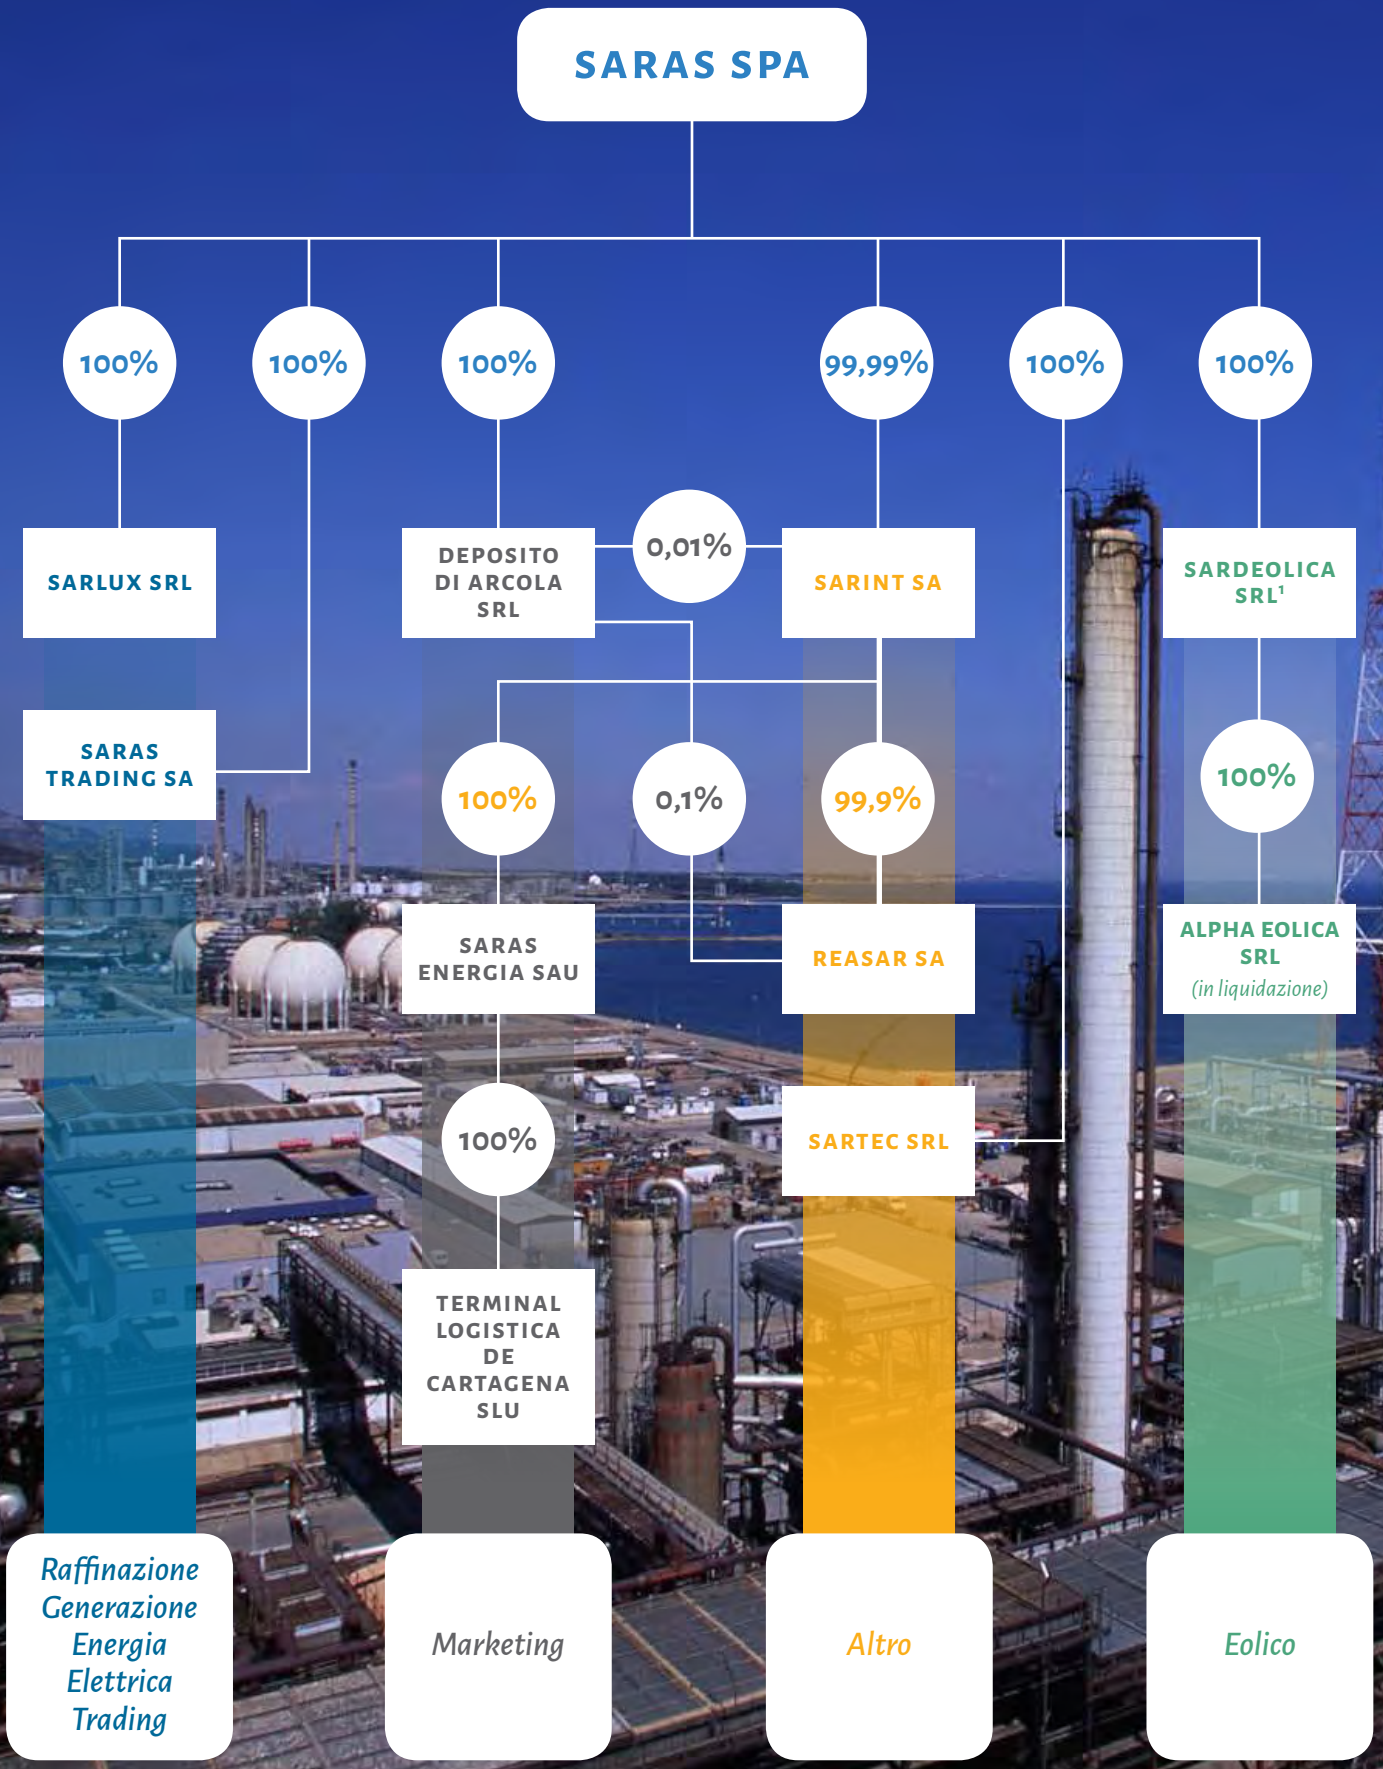 SARAS SPA
100%
100%
100%
99,99%
100%
100%
0,01%
SARLUX SRL
DEPOSITO
DI ARCOLA
SRL
SARINT SA
SARDEOLICA
SRL¹
SARAS
TRADING SA
100%
0,1%
99,9%
100%
SARAS
ENERGIA SAU
REASAR SA
ALPHA EOLICA
SRL
(in liquidazione)
100%
SARTEC SRL
TERMINAL
LOGISTICA
DE
CARTAGENA
SLU
Raffinazione
Generazione
Energia
Elettrica
Trading
Marketing
Altro
Eolico